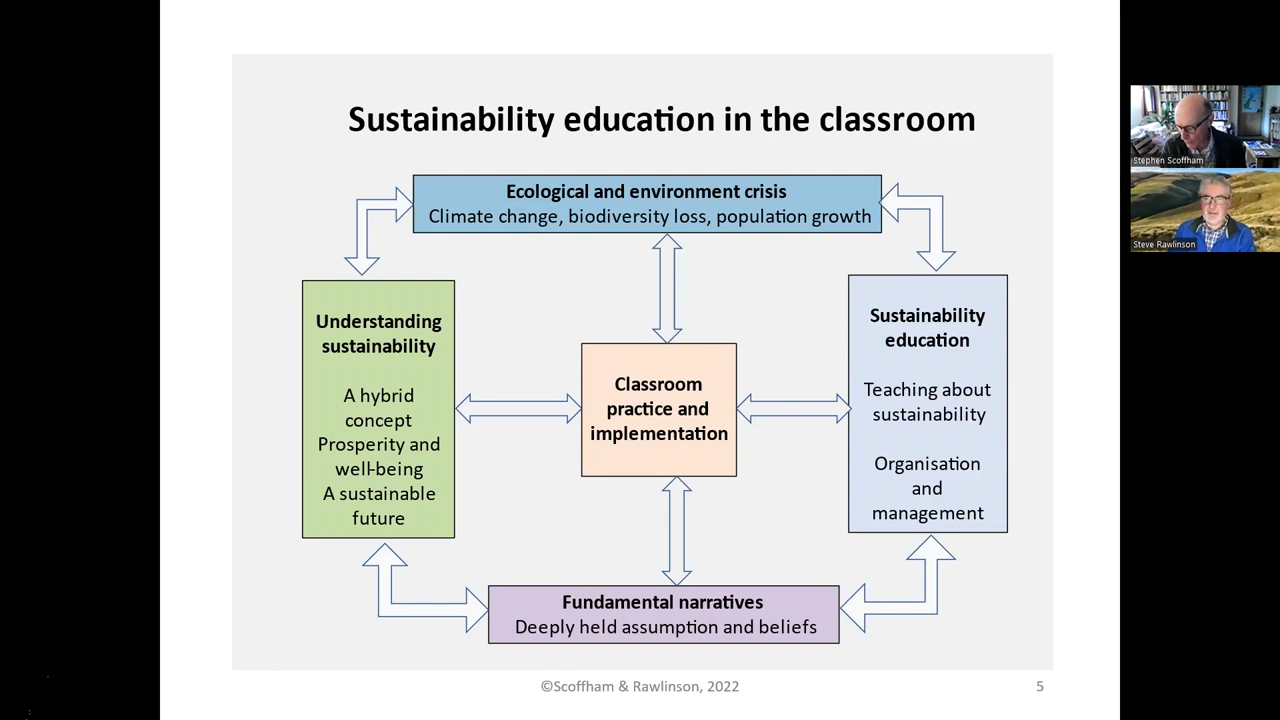 Sustainability education in the classroom
Ecological and environment crisis
Climate change, biodiversity loss, population growth
Understanding
sustainability
A hybrid
concept
Prosperity and
well-being
A sustainable
future
Classroom
practice and
implementation
Sustainability
education
Teaching about
sustainability
Organisation
and
management
Fundamental narratives
Deeply held assumption and beliefs
©Scoffham & Rawlinson, 2022
5
Stephen Scoffham
Steve Rawlinson